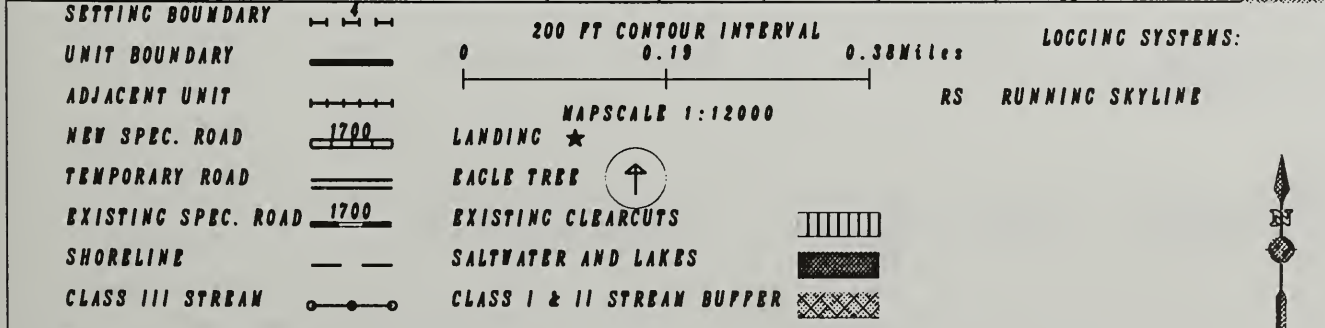 SETTING BOUNDARY 4
UNIT BOUNDARY
ADJACENT UNIT
NEW SPEC. ROAD 1700
TEMPORARY ROAD
EXISTING SPEC. ROAD 1700
SHORELINE
CLASS III STREAM
200 FT CONTOUR INTERVAL
0 0.19 0.38Miles
MAPSCALE 1:12000
LANDING
EAGLE TREE
EXISTING CLEARCUTS
SALTWATER AND LAKES
CLASS I & II STREAM BUFFER
LOGGING SYSTEMS:
RS RUNNING SKYLINE
N